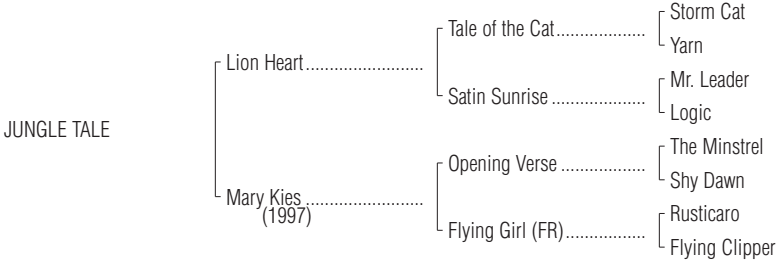 Storm Cat
Tale of the Cat....................
Yarn
Lion Heart..........................
Mr. Leader
Satin Sunrise .....................
Logic
JUNGLE TALE
The Minstrel
Opening Verse ...................
Shy Dawn
Mary Kies ..........................
(1997)
Rusticaro
Flying Girl (FR)..................
Flying Clipper